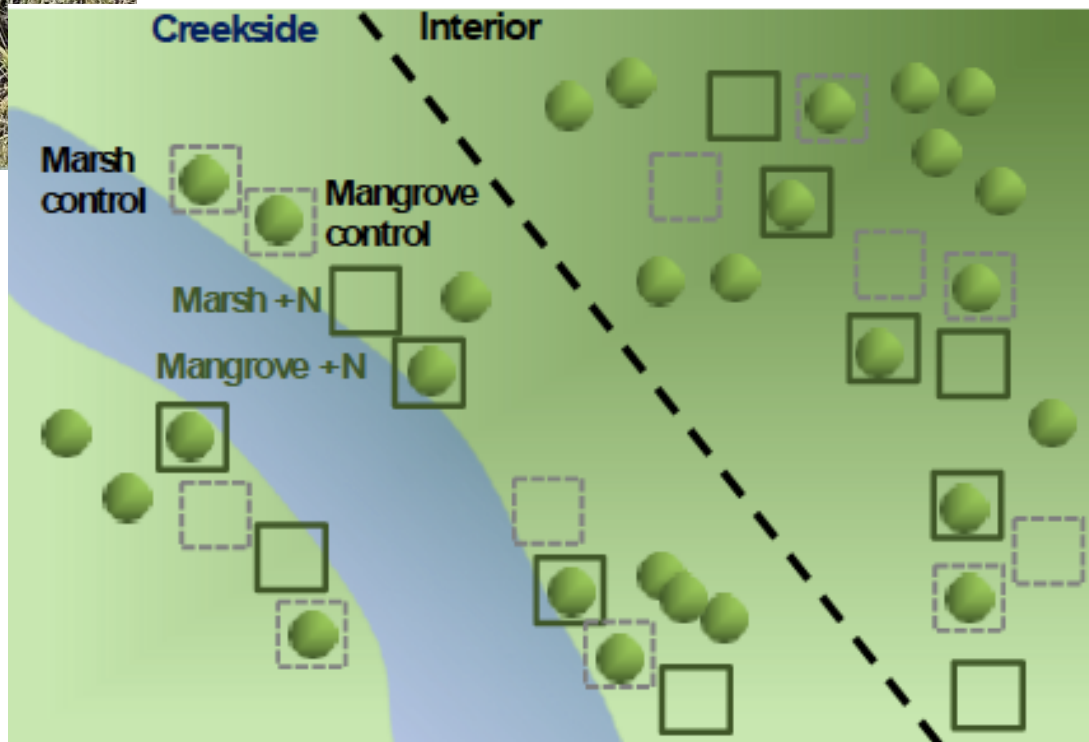 Creekside
Interior
Marsh
control
Mangrove
control
Marsh +N
Mangrove +N